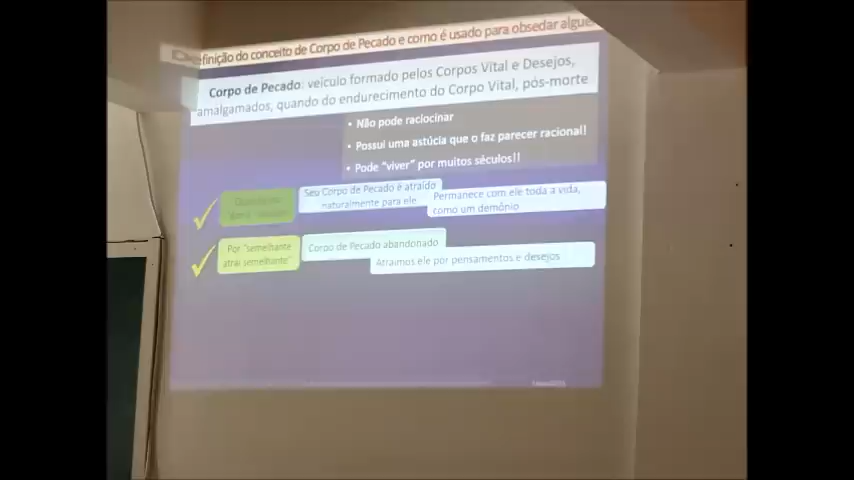 efinição do conceito de Corpo de Pecado e como é usado para obsedar algué
Corpo de Pecado: veículo formado pelos Corpos Vital e Desejos,
amalgamados, quando do endurecimento do Corpo Vital, pós-morte
• Não pode raciocinar
• Possui uma astúcia que o faz parecer racional!
• Pode “viver” por muitos séculos!!
Seu Corpo de Pecado é atraído
naturalmente para ele
Permanece com ele toda a vida,
como um demônio
Por “semelhante
atrai semelhante”
Corpo de Pecado abandonado
Atraímos ele por pensamentos e desejos